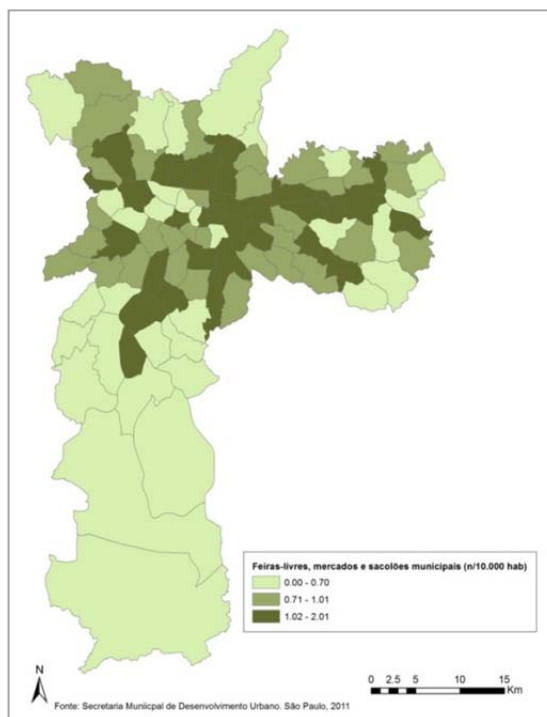 Feiras-livres, mercados e sacolões municipais (n/10.000 hab)
0.00 - 0.70
0.71 - 1.01
1.02 - 2.01
N
0 2.5 5 10 15
Km
Fonte: Secretaria Muniicpal de Desenvolvimento Urbano. São Paulo, 2011